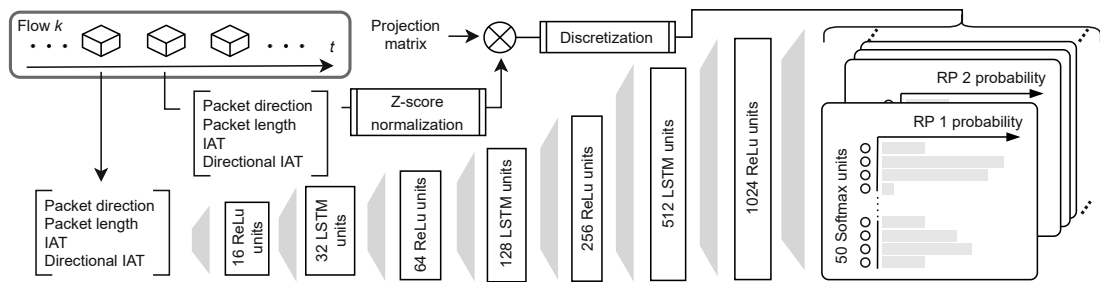 Flow k
t
Projection
matrix
Discretization
Packet direction
Packet length
IAT
Directional IAT
Z-score
normalization
Packet direction
Packet length
IAT
Directional IAT
16 ReLu
units
32 LSTM
units
64 ReLu units
128 LSTM units
256 ReLu units
512 LSTM units
1024 ReLu units
RP 2 probability
RP 1 probability
50 Softmax units